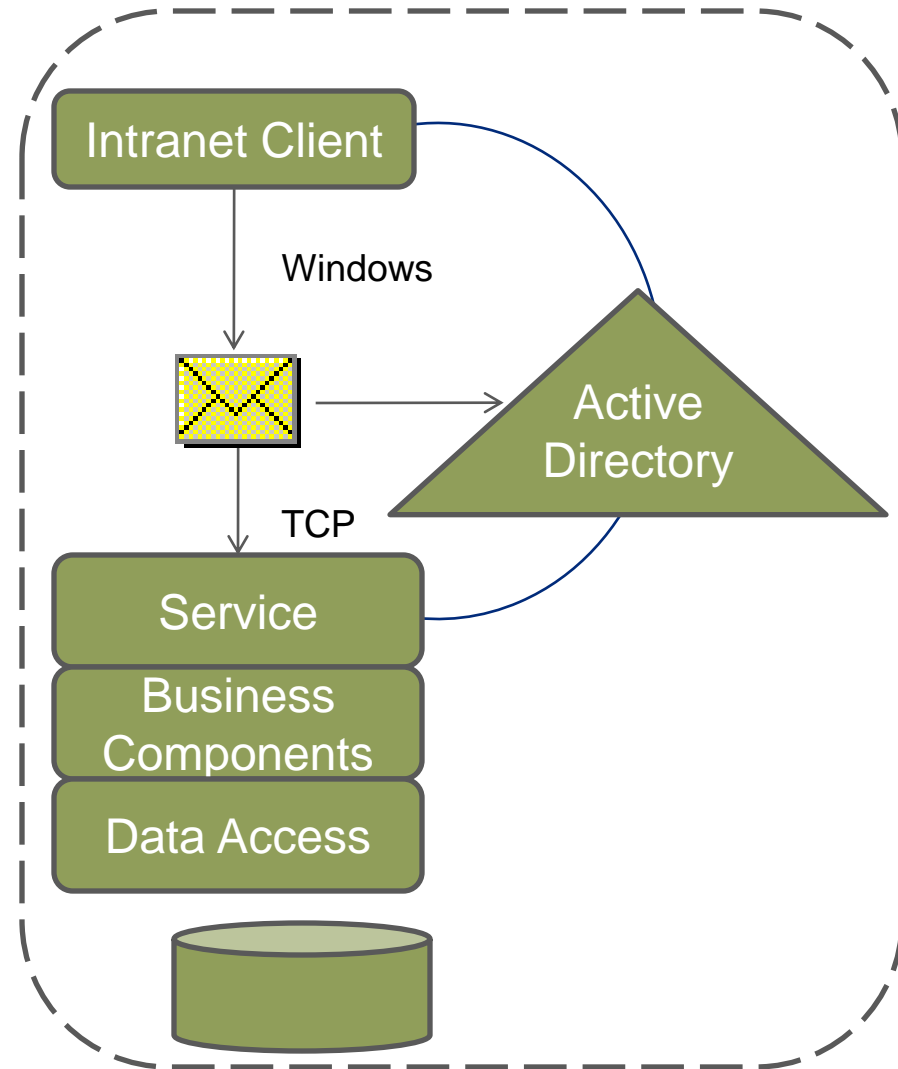 Intranet Client
Windows
Active
Directory
TCP
Service
Business
Components
Data Access